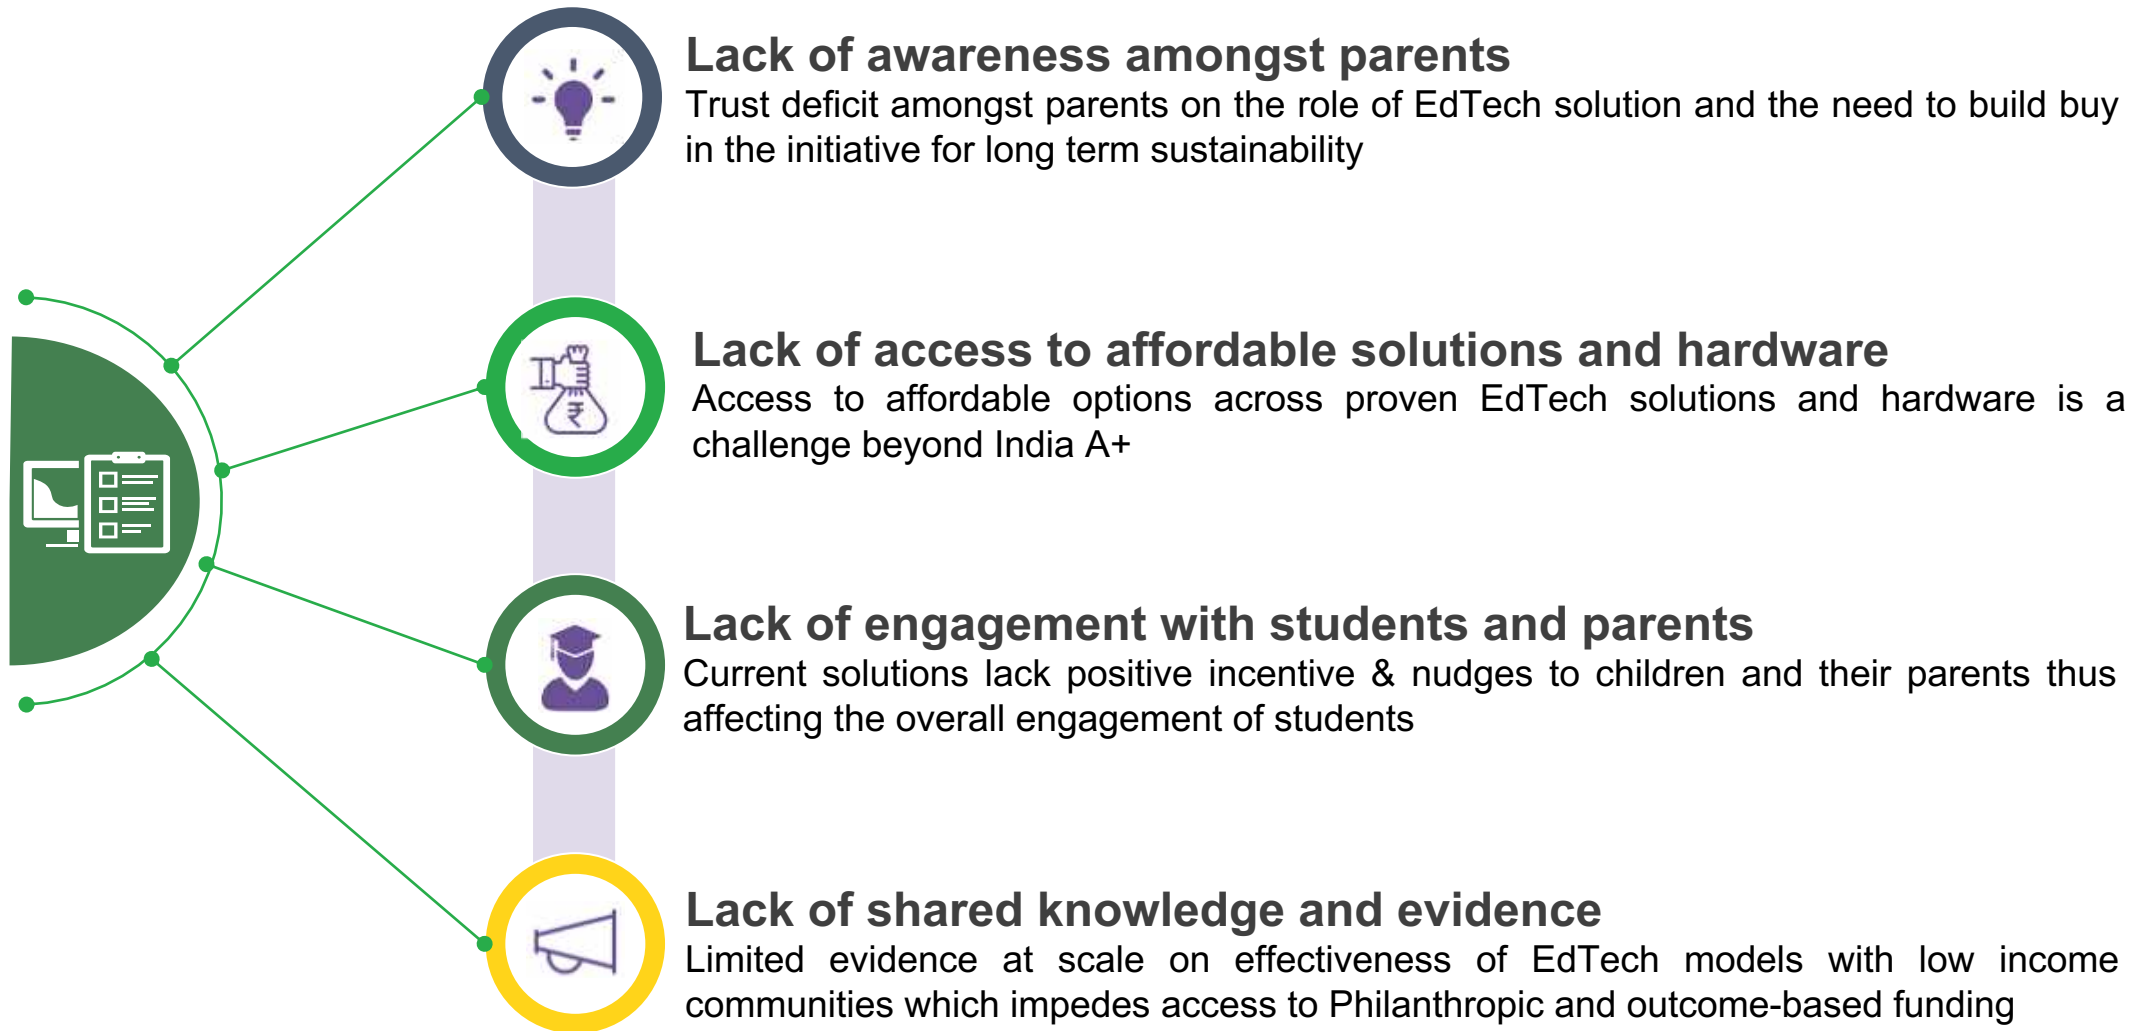 Lack of awareness amongst parents
Trust deficit amongst parents on the role of EdTech solution and the need to build buy
in the initiative for long term sustainability
Lack of access to affordable solutions and hardware
Access to affordable options across proven EdTech solutions and hardware is a
challenge beyond India A+
₹
Lack of engagement with students and parents
Current solutions lack positive incentive & nudges to children and their parents thus
affecting the overall engagement of students
Lack of shared knowledge and evidence
Limited evidence at scale on effectiveness of EdTech models with low income
communities which impedes access to Philanthropic and outcome-based funding